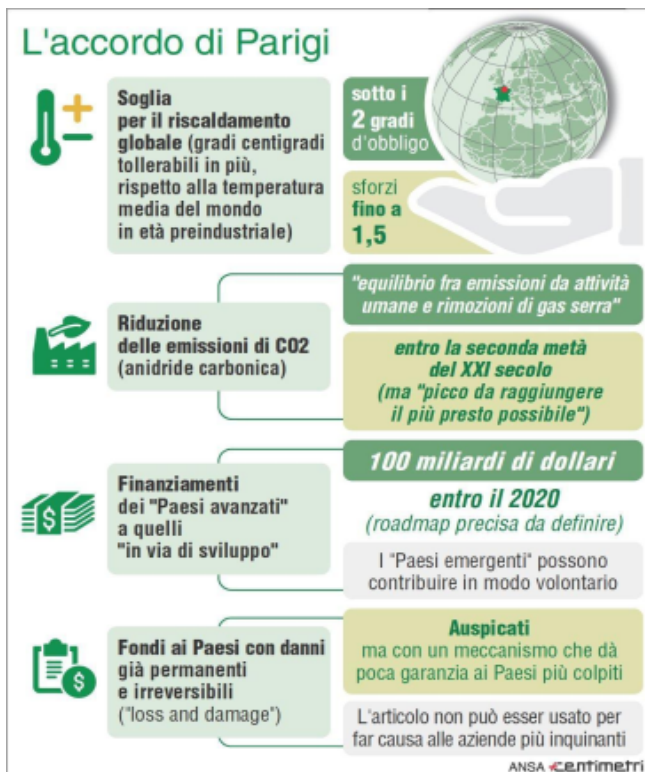 L'accordo di Parigi
Soglia
per il riscaldamento
globale (gradi centigradi
tollerabili in più,
rispetto alla temperatura
media del mondo
in età preindustriale)
sotto i
2 gradi
d'obbligo
sforzi
fino a
1,5
Riduzione
delle emissioni di CO2
(anidride carbonica)
"equilibrio fra emissioni da attività
umane e rimozioni di gas serra"
entro la seconda metà
del XXI secolo
(ma "picco da raggiungere
il più presto possibile")
Finanziamenti
dei "Paesi avanzati"
a quelli
"in via di sviluppo"
100 miliardi di dollari
entro il 2020
(roadmap precisa da definire)
I "Paesi emergenti" possono
contribuire in modo volontario
Fondi ai Paesi con danni
già permanenti
e irreversibili
("loss and damage")
Auspicati
ma con un meccanismo che dà
poca garanzia ai Paesi più colpiti
L'articolo non può esser usato per
far causa alle aziende più inquinanti
ANSA centimetri